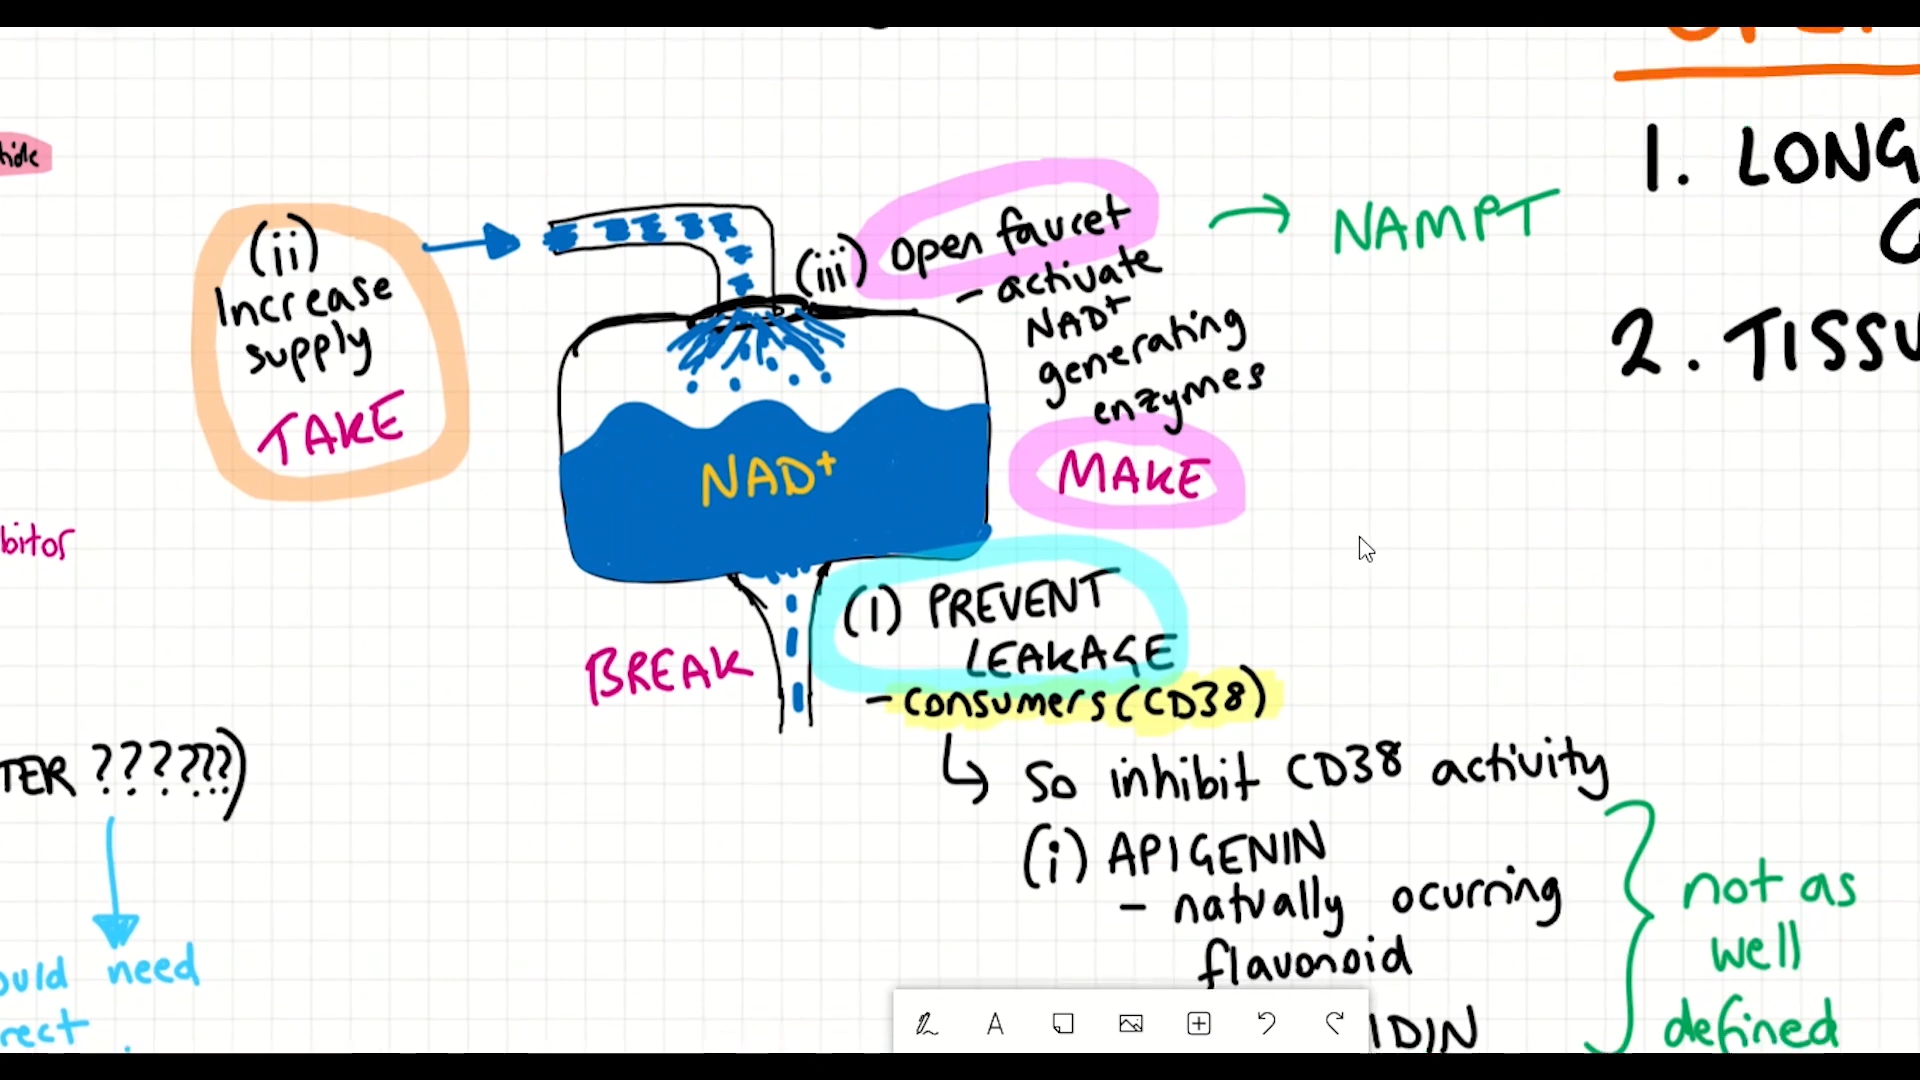 (ii)
Increase
supply
TAKE
(iii) Open faucet
- activate
NAD+
generating
enzymes
MAKE
NAMPT
NAD+
BREAK
(i) PREVENT
LEAKAGE
- consumers (CD38)
↳ so inhibit CD38 activity
(i) APIGENIN
- natually ocurring
flavonoid
IDIN
not as
well
defined
1. LONG
2. TISSU
bitor
TER ??????)
ould need
rect